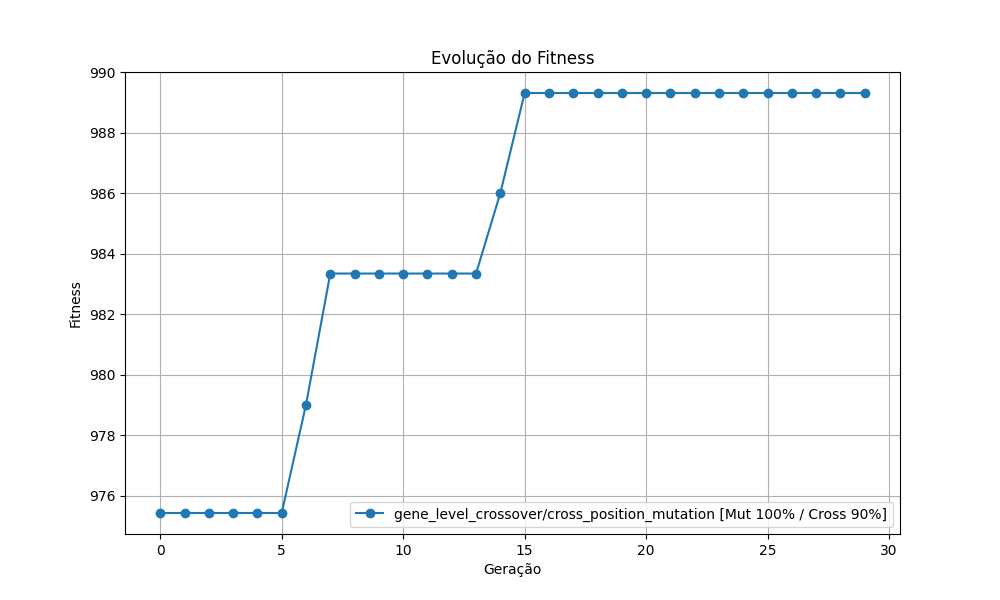 Evolução do Fitness
990
988
986
984
982
980
978
976
Fitness
gene_level_crossover/cross_position_mutation [Mut 100% / Cross 90%]
0 5 10 15 20 25 30
Geração